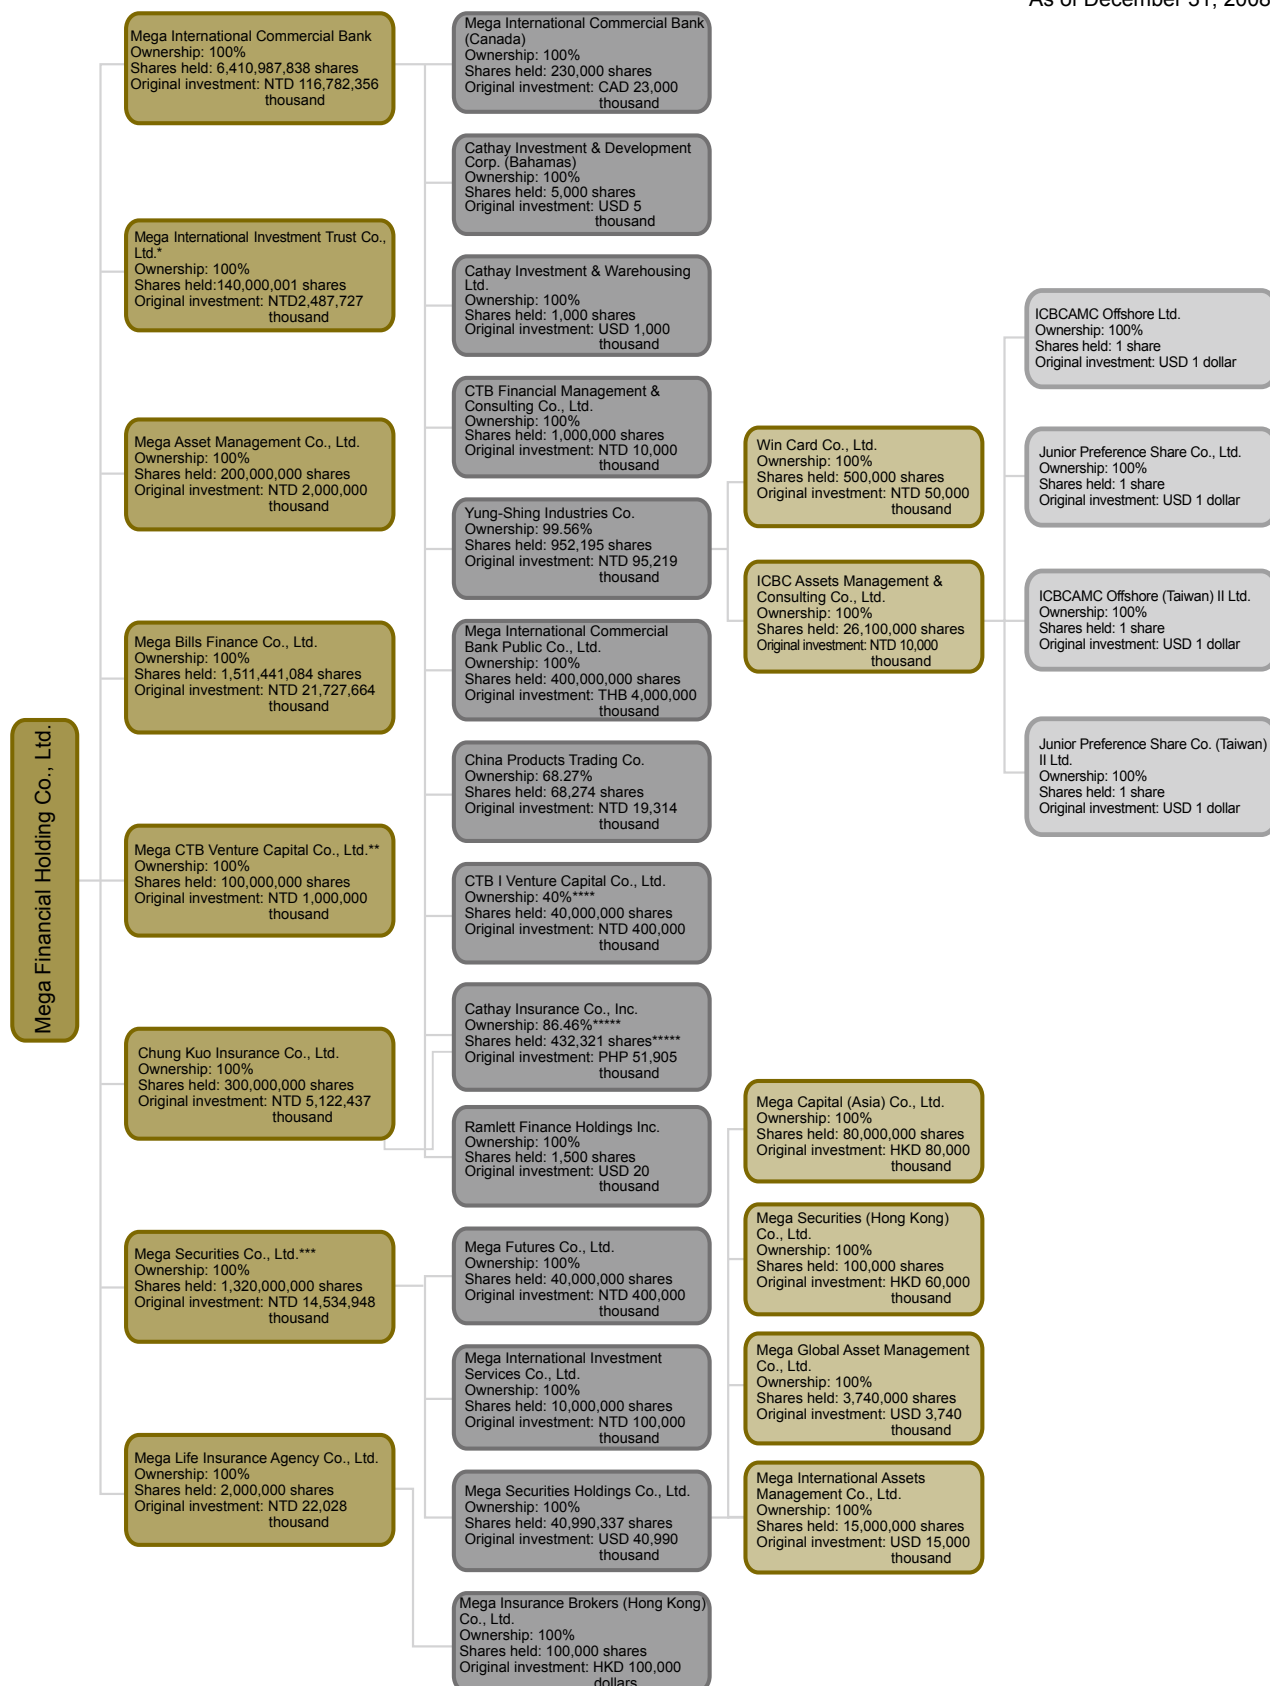 As of December 31, 2008
Mega Financial Holding Co., Ltd.
Mega International Commercial Bank
Ownership: 100%
Shares held: 6,410,987,838 shares
Original investment: NTD 116,782,356
thousand
Mega International Investment Trust Co.,
Ltd.*
Ownership: 100%
Shares held:140,000,001 shares
Original investment: NTD2,487,727
thousand
Mega Asset Management Co., Ltd.
Ownership: 100%
Shares held: 200,000,000 shares
Original investment: NTD 2,000,000
thousand
Mega Bills Finance Co., Ltd.
Ownership: 100%
Shares held: 1,511,441,084 shares
Original investment: NTD 21,727,664
thousand
Mega CTB Venture Capital Co., Ltd.**
Ownership: 100%
Shares held: 100,000,000 shares
Original investment: NTD 1,000,000
thousand
Chung Kuo Insurance Co., Ltd.
Ownership: 100%
Shares held: 300,000,000 shares
Original investment: NTD 5,122,437
thousand
Mega Securities Co., Ltd.***
Ownership: 100%
Shares held: 1,320,000,000 shares
Original investment: NTD 14,534,948
thousand
Mega Life Insurance Agency Co., Ltd.
Ownership: 100%
Shares held: 2,000,000 shares
Original investment: NTD 22,028
thousand
Mega International Commercial Bank
(Canada)
Ownership: 100%
Shares held: 230,000 shares
Original investment: CAD 23,000
thousand
Cathay Investment & Development
Corp. (Bahamas)
Ownership: 100%
Shares held: 5,000 shares
Original investment: USD 5
thousand
Cathay Investment & Warehousing
Ltd.
Ownership: 100%
Shares held: 1,000 shares
Original investment: USD 1,000
thousand
CTB Financial Management &
Consulting Co., Ltd.
Ownership: 100%
Shares held: 1,000,000 shares
Original investment: NTD 10,000
thousand
Yung-Shing Industries Co.
Ownership: 99.56%
Shares held: 952,195 shares
Original investment: NTD 95,219
thousand
Mega International Commercial
Bank Public Co., Ltd.
Ownership: 100%
Shares held: 400,000,000 shares
Original investment: THB 4,000,000
thousand
China Products Trading Co.
Ownership: 68.27%
Shares held: 68,274 shares
Original investment: NTD 19,314
thousand
CTB I Venture Capital Co., Ltd.
Ownership: 40%****
Shares held: 40,000,000 shares
Original investment: NTD 400,000
thousand
Cathay Insurance Co., Inc.
Ownership: 86.46%*****
Shares held: 432,321 shares*****
Original investment: PHP 51,905
thousand
Ramlett Finance Holdings Inc.
Ownership: 100%
Shares held: 1,500 shares
Original investment: USD 20
thousand
Mega Futures Co., Ltd.
Ownership: 100%
Shares held: 40,000,000 shares
Original investment: NTD 400,000
thousand
Mega International Investment
Services Co., Ltd.
Ownership: 100%
Shares held: 10,000,000 shares
Original investment: NTD 100,000
thousand
Mega Securities Holdings Co., Ltd.
Ownership: 100%
Shares held: 40,990,337 shares
Original investment: USD 40,990
thousand
Mega Insurance Brokers (Hong Kong)
Co., Ltd.
Ownership: 100%
Shares held: 100,000 shares
Original investment: HKD 100,000
dollars
Win Card Co., Ltd.
Ownership: 100%
Shares held: 500,000 shares
Original investment: NTD 50,000
thousand
ICBC Assets Management &
Consulting Co., Ltd.
Ownership: 100%
Shares held: 26,100,000 shares
Original investment: NTD 10,000
thousand
Mega Capital (Asia) Co., Ltd.
Ownership: 100%
Shares held: 80,000,000 shares
Original investment: HKD 80,000
thousand
Mega Securities (Hong Kong)
Co., Ltd.
Ownership: 100%
Shares held: 100,000 shares
Original investment: HKD 60,000
thousand
Mega Global Asset Management
Co., Ltd.
Ownership: 100%
Shares held: 3,740,000 shares
Original investment: USD 3,740
thousand
Mega International Assets
Management Co., Ltd.
Ownership: 100%
Shares held: 15,000,000 shares
Original investment: USD 15,000
thousand
ICBCAMC Offshore Ltd.
Ownership: 100%
Shares held: 1 share
Original investment: USD 1 dollar
Junior Preference Share Co., Ltd.
Ownership: 100%
Shares held: 1 share
Original investment: USD 1 dollar
ICBCAMC Offshore (Taiwan) II Ltd.
Ownership: 100%
Shares held: 1 share
Original investment: USD 1 dollar
Junior Preference Share Co. (Taiwan)
II Ltd.
Ownership: 100%
Shares held: 1 share
Original investment: USD 1 dollar